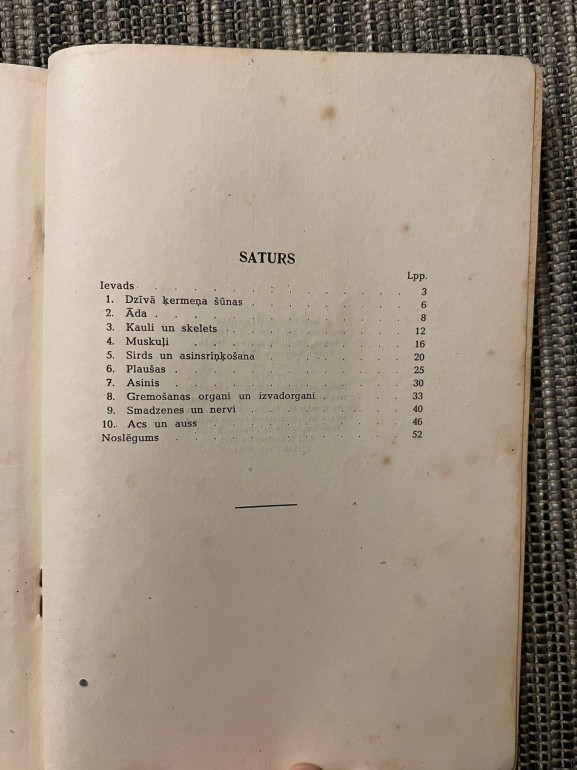 SATURS
Lpp.
Ievads . . . . . . . . . . . . 3
1. Dzīvā ķermeņa šūnas . . . . . . . . 6
2. Āda . . . . . . . . . . . 8
3. Kauli un skelets . . . . . . . . . 12
4. Muskuļi . . . . . . . . . . 16
5. Sirds un asinsriņķošana . . . . . . . 20
6. Plaušas . . . . . . . . . . 25
7. Asinis . . . . . . . . . . . 30
8. Gremošanas organi un izvadorgani . . . . . 33
9. Smadzenes un nervi . . . . . . . . 40
10. Acs un auss . . . . . . . . . . 46
Noslēgums . . . . . . . . . . 52